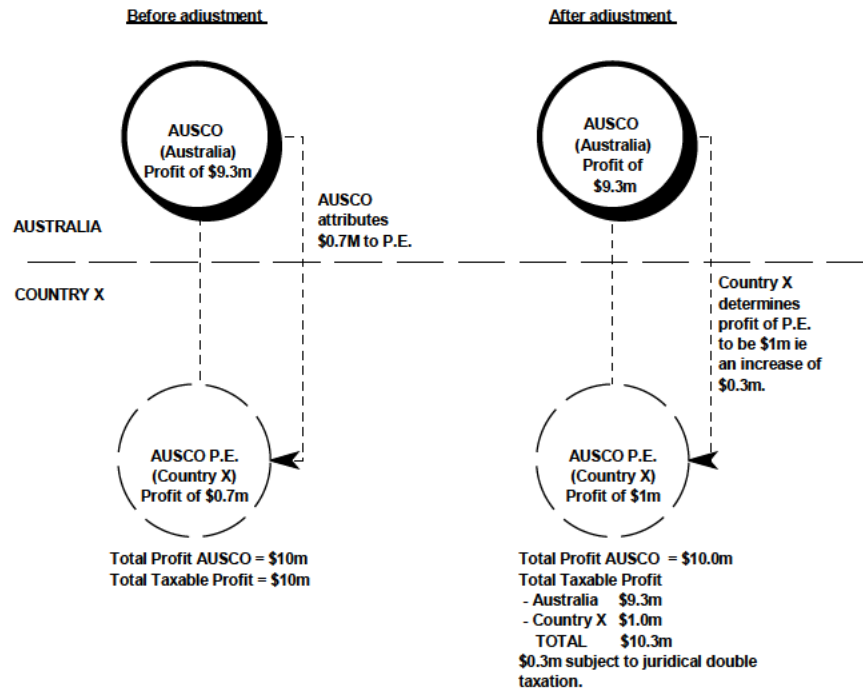 Before adjustment
After adjustment
AUSCO
(Australia)
Profit of $9.3m
AUSCO
(Australia)
Profit of
$9.3m
AUSCO
attributes
$0.7M to P.E.
AUSTRALIA
COUNTRY X
Country X
determines
profit of P.E.
to be $1m ie
an increase of
$0.3m.
AUSCO P.E.
(Country X)
Profit of $0.7m
AUSCO P.E.
(Country X)
Profit of $1m
Total Profit AUSCO = $10m
Total Taxable Profit = $10m
Total Profit AUSCO = $10.0m
Total Taxable Profit
- Australia $9.3m
- Country X $1.0m
TOTAL $10.3m
$0.3m subject to juridical double
taxation.